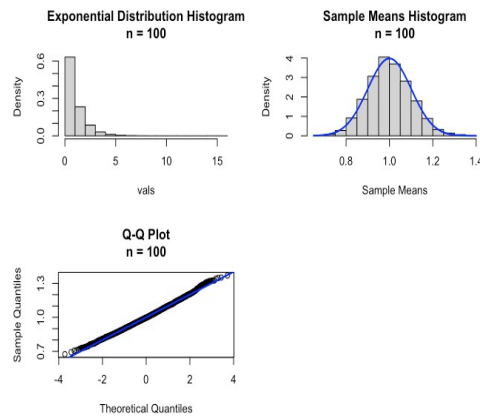 Exponential Distribution Histogram
n = 100
Density
0.0 0.3 0.6
0 5 10 15
vals
Sample Means Histogram
n = 100
Density
0 1 2 3 4
0.8 1.0 1.2 1.4
Sample Means
Q-Q Plot
n = 100
Sample Quantiles
0.7 1.0 1.3
-4 -2 0 2 4
Theoretical Quantiles